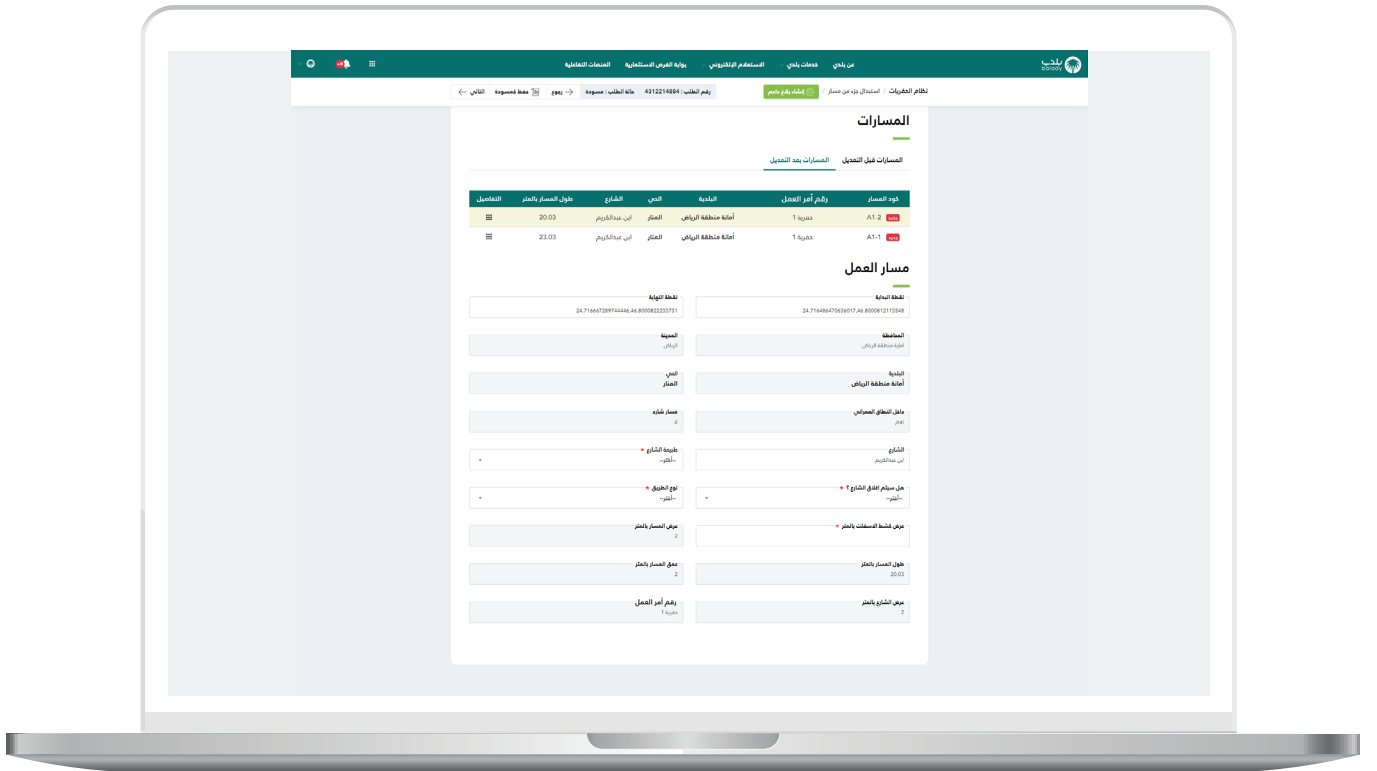 بلدي
balady
عن بلدي خدمات بلدي الاستعلام الإلكتروني بوابة الفرص الاستثمارية المنصات التفاعلية
نظام الحفريات / استبدال جزء من مسار / إنشاء بلاغ داعم رقم الطلب : 4312214984 حالة الطلب : مسودة رجوع حفظ كمسودة التالي
المسارات
المسارات قبل التعديل المسارات بعد التعديل
كود المسار رقم أمر العمل البلدية الحي الشارع طول المسار بالمتر التفاصيل
جديد A1-2 حفرية 1 أمانة منطقة الرياض المنار ابن عبدالكريم 20.03
جديد A1-1 حفرية 1 أمانة منطقة الرياض المنار ابن عبدالكريم 23.03
مسار العمل
نقطة البداية نقطة النهاية
24.716486470636017,46.8000812115548 24.716667289744446,46.8000822233731
المحافظة المدينة
امارة منطقة الرياض الرياض
البلدية الحي
أمانة منطقة الرياض المنار
داخل النطاق العمراني مسار شارد
نعم لا
الشارع طبيعة الشارع *
ابن عبدالكريم --أختر--
هل سيتم اغلاق الشارع ؟ * نوع الطريق *
--أختر-- --أختر--
عرض كشط الاسفلت بالمتر * عرض المسار بالمتر
2
طول المسار بالمتر عمق المسار بالمتر
20.03 2
عرض الشارع بالمتر رقم أمر العمل
2 حفرية 1